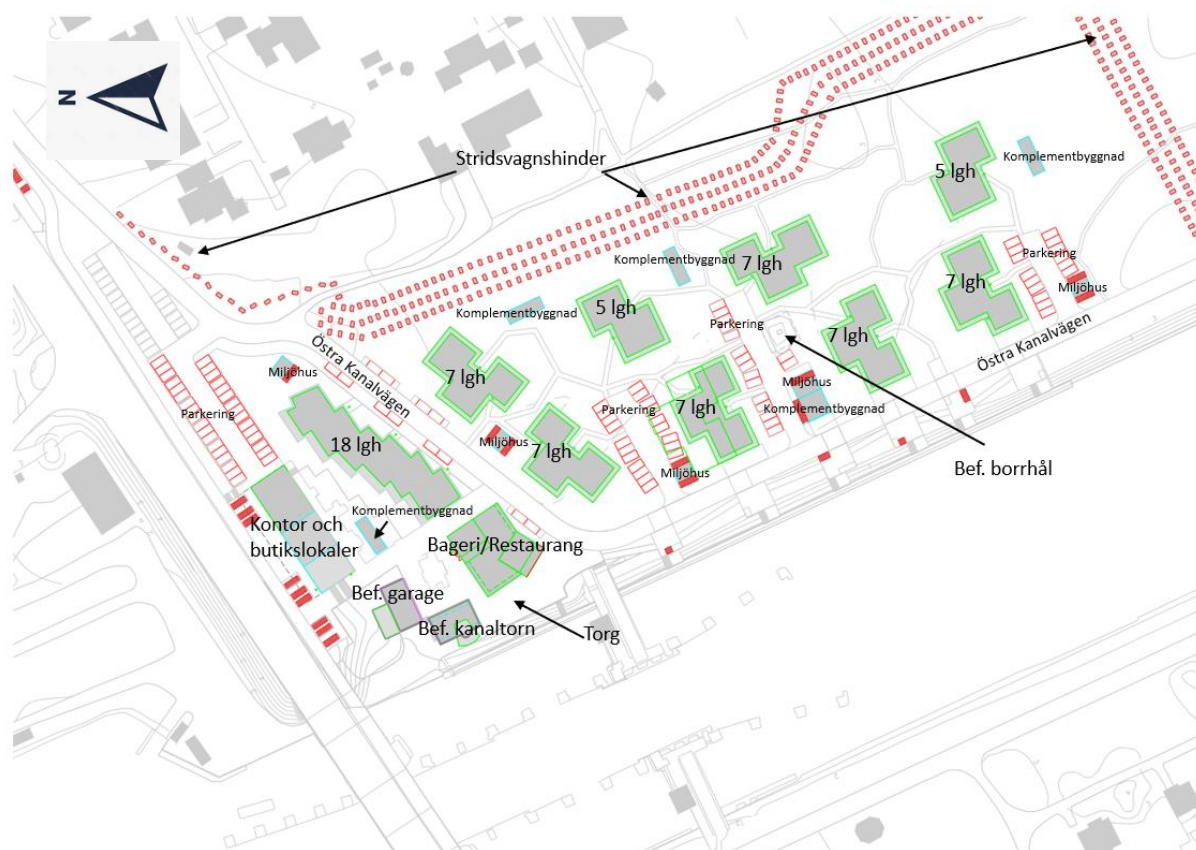 N
Stridsvagnshinder
5 lgh
Komplementbyggnad
Komplementbyggnad
7 lgh
Parkering
7 lgh
Miljöhus
Komplementbyggnad
5 lgh
Parkering
7 lgh
Östra Kanalvägen
Östra Kanalvägen
Miljöhus
7 lgh
Miljöhus
Parkering
7 lgh
Parkering
Komplementbyggnad
18 lgh
Miljöhus
7 lgh
Miljöhus
Bef. borrhål
Komplementbyggnad
Kontor och
butikslokaler
Bageri/Restaurang
Bef. garage
Bef. kanaltorn
Torg